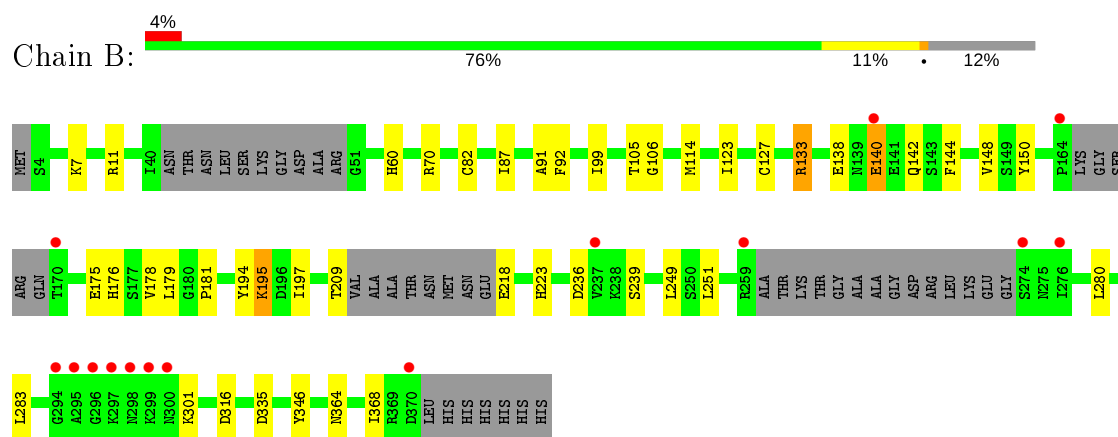 4%
Chain B:
76% 11% • 12%
MET S4 K7 R11 I40 ASN THR ASN LEU SER LYS GLY ASP ALA ARG G51 H60 R70 C82 I87 A91 F92 I99 T105 G106 M114 I123 C127 R133 E138 N139 E140 E141 Q142 S143 F144 V148 S149 Y150 P164 LYS GLY SER
ARG GLN T170 E175 H176 S177 V178 L179 G180 P181 Y194 K195 D196 I197 T209 VAL ALA ALA THR ASN MET ASN GLU E218 H223 D236 V237 K238 S239 L249 S250 L251 R259 ALA THR LYS THR GLY ALA ALA GLY ASP ARG LEU LYS GLU GLY S274 N275 I276 L280
L283 G294 A295 G296 K297 N298 K299 N300 K301 D316 D335 Y346 N364 I368 R369 D370 LEU HIS HIS HIS HIS HIS HIS